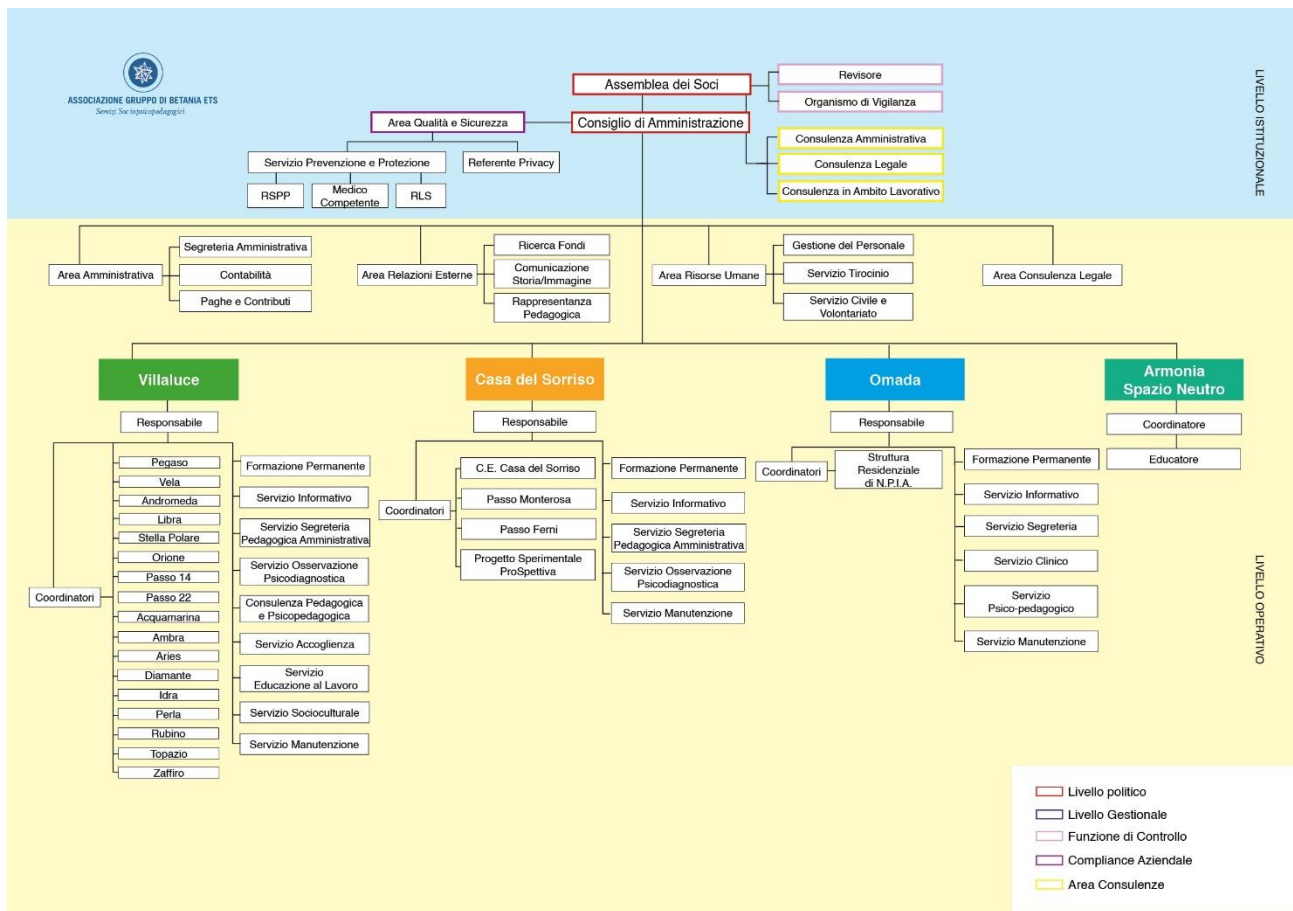 ASSOCIAZIONE GRUPPO DI BETANIA ETS
Servizi Sociopsicopedagogici
Assemblea dei Soci
Revisore
Organismo di Vigilanza
Area Qualità e Sicurezza
Consiglio di Amministrazione
Consulenza Amministrativa
Consulenza Legale
Consulenza in Ambito Lavorativo
Servizio Prevenzione e Protezione
Referente Privacy
RSPP
Medico
Competente
RLS
LIVELLO ISTITUZIONALE
Area Amministrativa
Segreteria Amministrativa
Contabilità
Paghe e Contributi
Area Relazioni Esterne
Ricerca Fondi
Comunicazione
Storia/Immagine
Rappresentanza
Pedagogica
Area Risorse Umane
Gestione del Personale
Servizio Tirocinio
Servizio Civile e
Volontariato
Area Consulenza Legale
Villaluce
Responsabile
Coordinatori
Pegaso
Vela
Andromeda
Libra
Stella Polare
Orione
Passo 14
Passo 22
Acquamarina
Ambra
Aries
Diamante
Idra
Perla
Rubino
Topazio
Zaffiro
Formazione Permanente
Servizio Informativo
Servizio Segreteria
Pedagogica Amministrativa
Servizio Osservazione
Psicodiagnostica
Consulenza Pedagogica
e Psicopedagogica
Servizio Accoglienza
Servizio
Educazione al Lavoro
Servizio Socioculturale
Servizio Manutenzione
Casa del Sorriso
Responsabile
Coordinatori
C.E. Casa del Sorriso
Passo Monterosa
Passo Ferni
Progetto Sperimentale
ProSpettiva
Formazione Permanente
Servizio Informativo
Servizio Segreteria
Pedagogica Amministrativa
Servizio Osservazione
Psicodiagnostica
Servizio Manutenzione
Omada
Responsabile
Coordinatori
Struttura
Residenziale
di N.P.I.A.
Formazione Permanente
Servizio Informativo
Servizio Segreteria
Servizio Clinico
Servizio
Psico-pedagogico
Servizio Manutenzione
Armonia
Spazio Neutro
Coordinatore
Educatore
LIVELLO OPERATIVO
Livello politico
Livello Gestionale
Funzione di Controllo
Compliance Aziendale
Area Consulenze